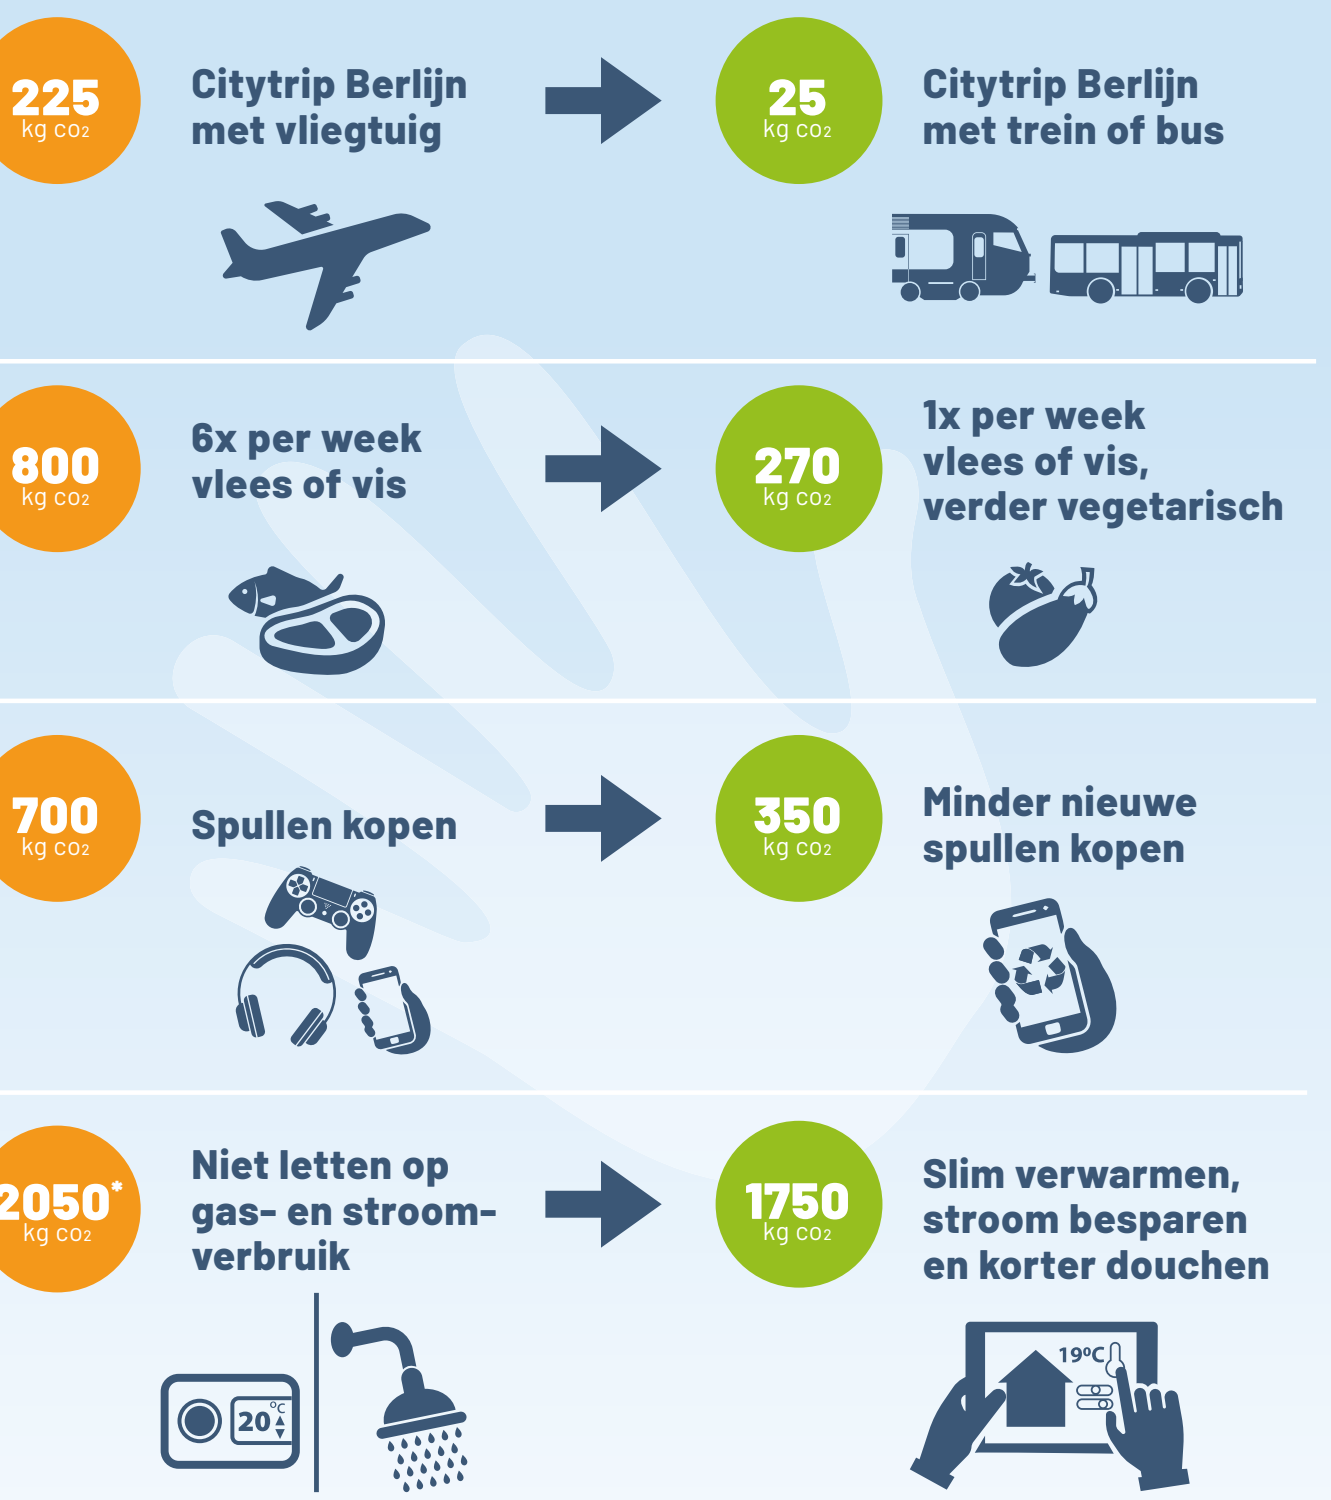 225
kg co₂
Citytrip Berlijn
met vliegtuig
25
kg co₂
Citytrip Berlijn
met trein of bus
800
kg co₂
6x per week
vlees of vis
270
kg co₂
1x per week
vlees of vis,
verder vegetarisch
700
kg co₂
Spullen kopen
350
kg co₂
Minder nieuwe
spullen kopen
2050*
kg co₂
Niet letten op
gas- en stroom-
verbruik
1750
kg co₂
Slim verwarmen,
stroom besparen
en korter douchen
20 °C
19°C